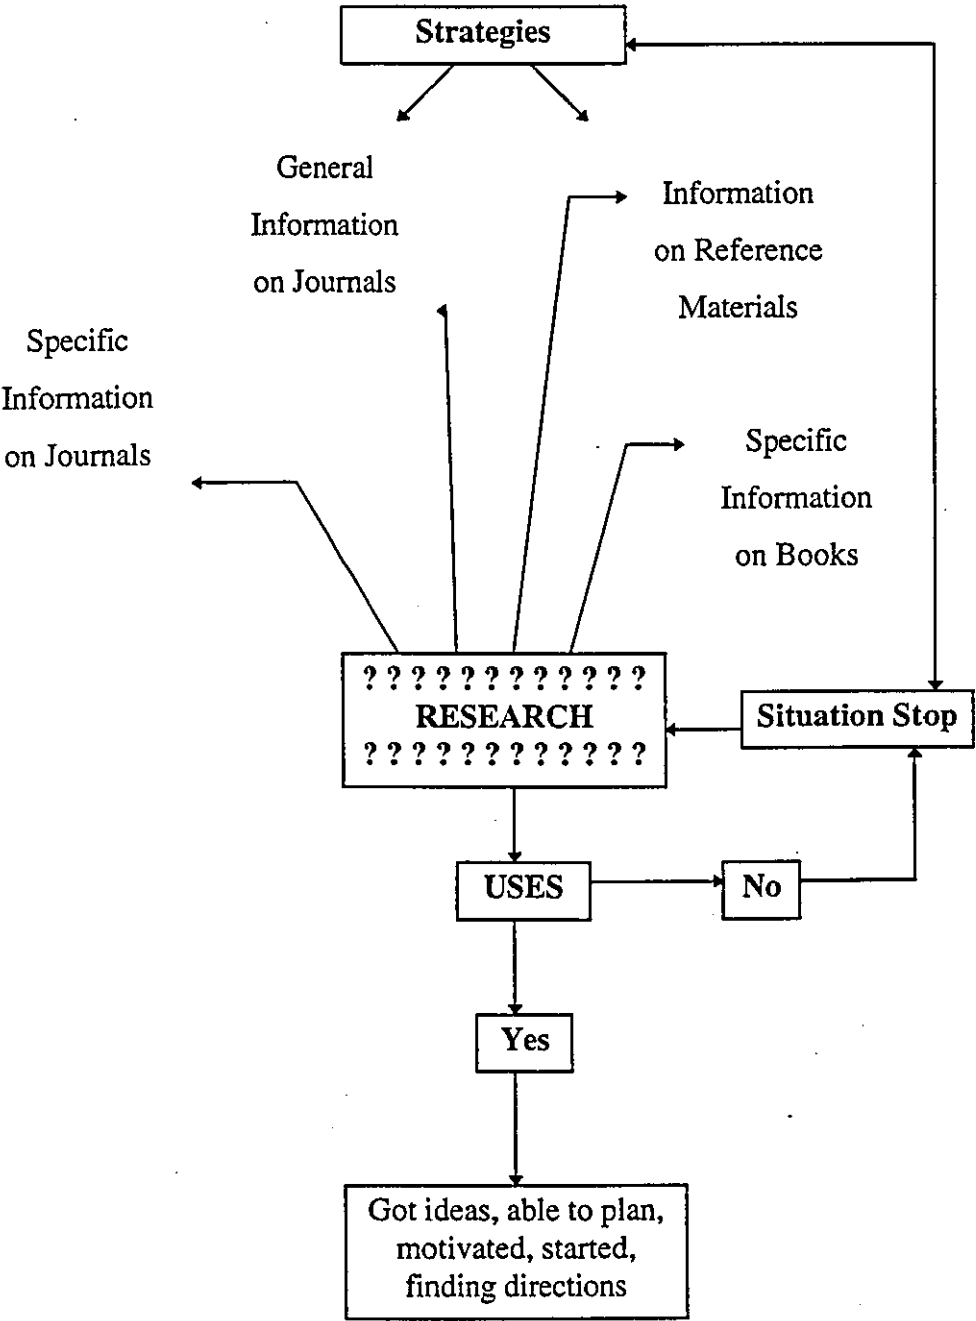 Strategies
General
Information
on Journals
Information
on Reference
Materials
Specific
Information
on Journals
Specific
Information
on Books
? ? ? ? ? ? ? ? ? ? ? ?
RESEARCH
? ? ? ? ? ? ? ? ? ? ? ?
Situation Stop
USES
No
Yes
Got ideas, able to plan,
motivated, started,
finding directions